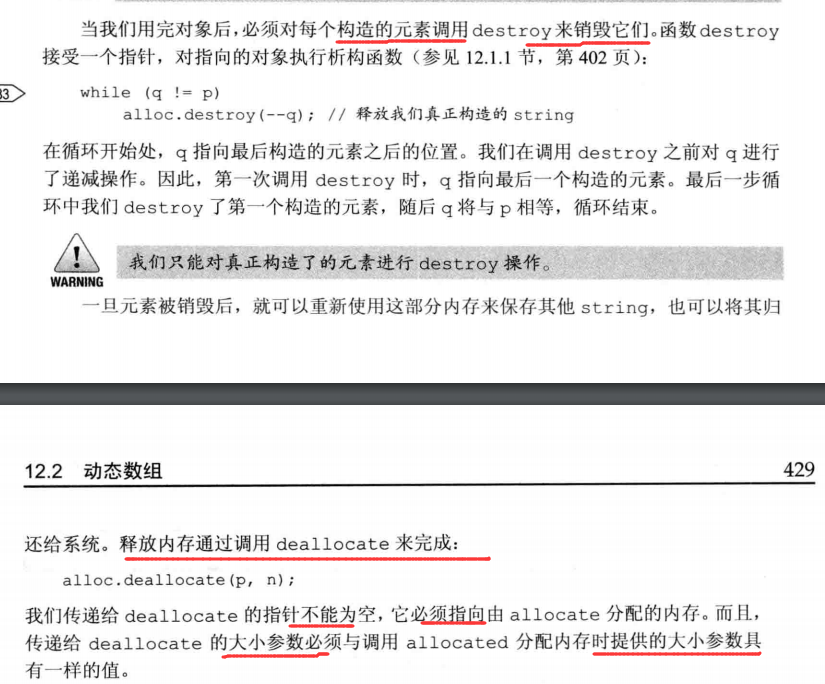 当我们用完对象后,必须对每个构造的元素调用 destroy 来销毁它们。函数 destroy
接受一个指针,对指向的对象执行析构函数(参见 12.1.1 节,第 402 页):
while (q != p)
alloc.destroy(--q); // 释放我们真正构造的 string
在循环开始处,q 指向最后构造的元素之后的位置。我们在调用 destroy 之前对 q 进行
了递减操作。因此,第一次调用 destroy 时,q 指向最后一个构造的元素。最后一步循
环中我们 destroy 了第一个构造的元素,随后 q 将与 p 相等,循环结束。
我们只能对真正构造了的元素进行 destroy 操作。
WARNING
一旦元素被销毁后,就可以重新使用这部分内存来保存其他 string,也可以将其归
12.2 动态数组 429
还给系统。释放内存通过调用 deallocate 来完成:
alloc.deallocate(p, n);
我们传递给 deallocate 的指针不能为空,它必须指向由 allocate 分配的内存。而且,
传递给 deallocate 的大小参数必须与调用 allocated 分配内存时提供的大小参数具
有一样的值。